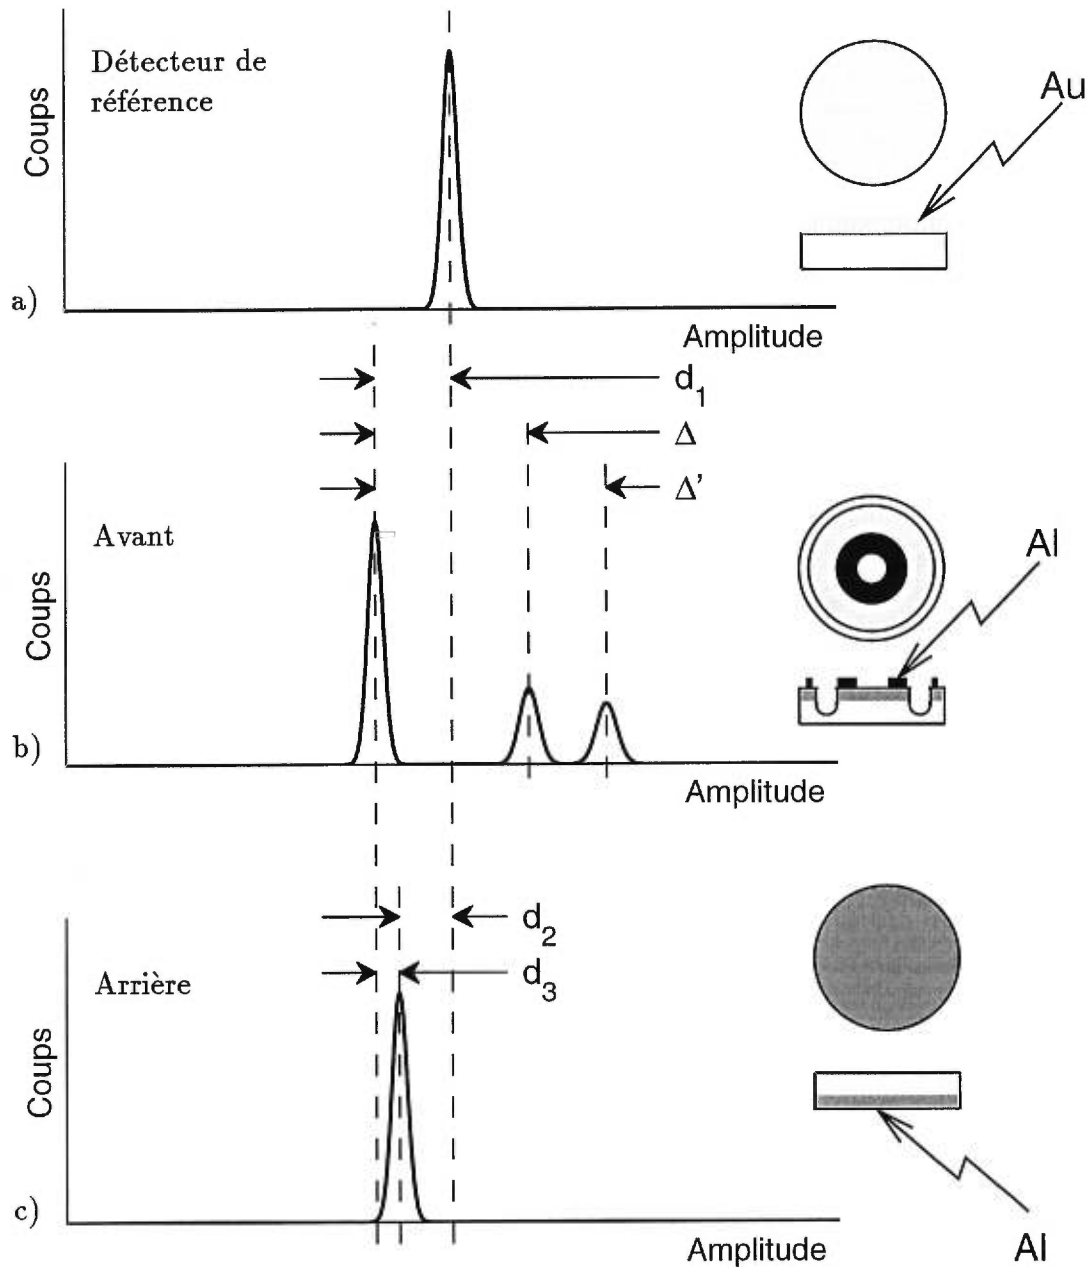 Détecteur de
référence
Au
Coups
a)
Amplitude
d1
Δ
Δ'
Avant
Al
Coups
b)
Amplitude
d2
d3
Arrière
Coups
c)
Amplitude
Al